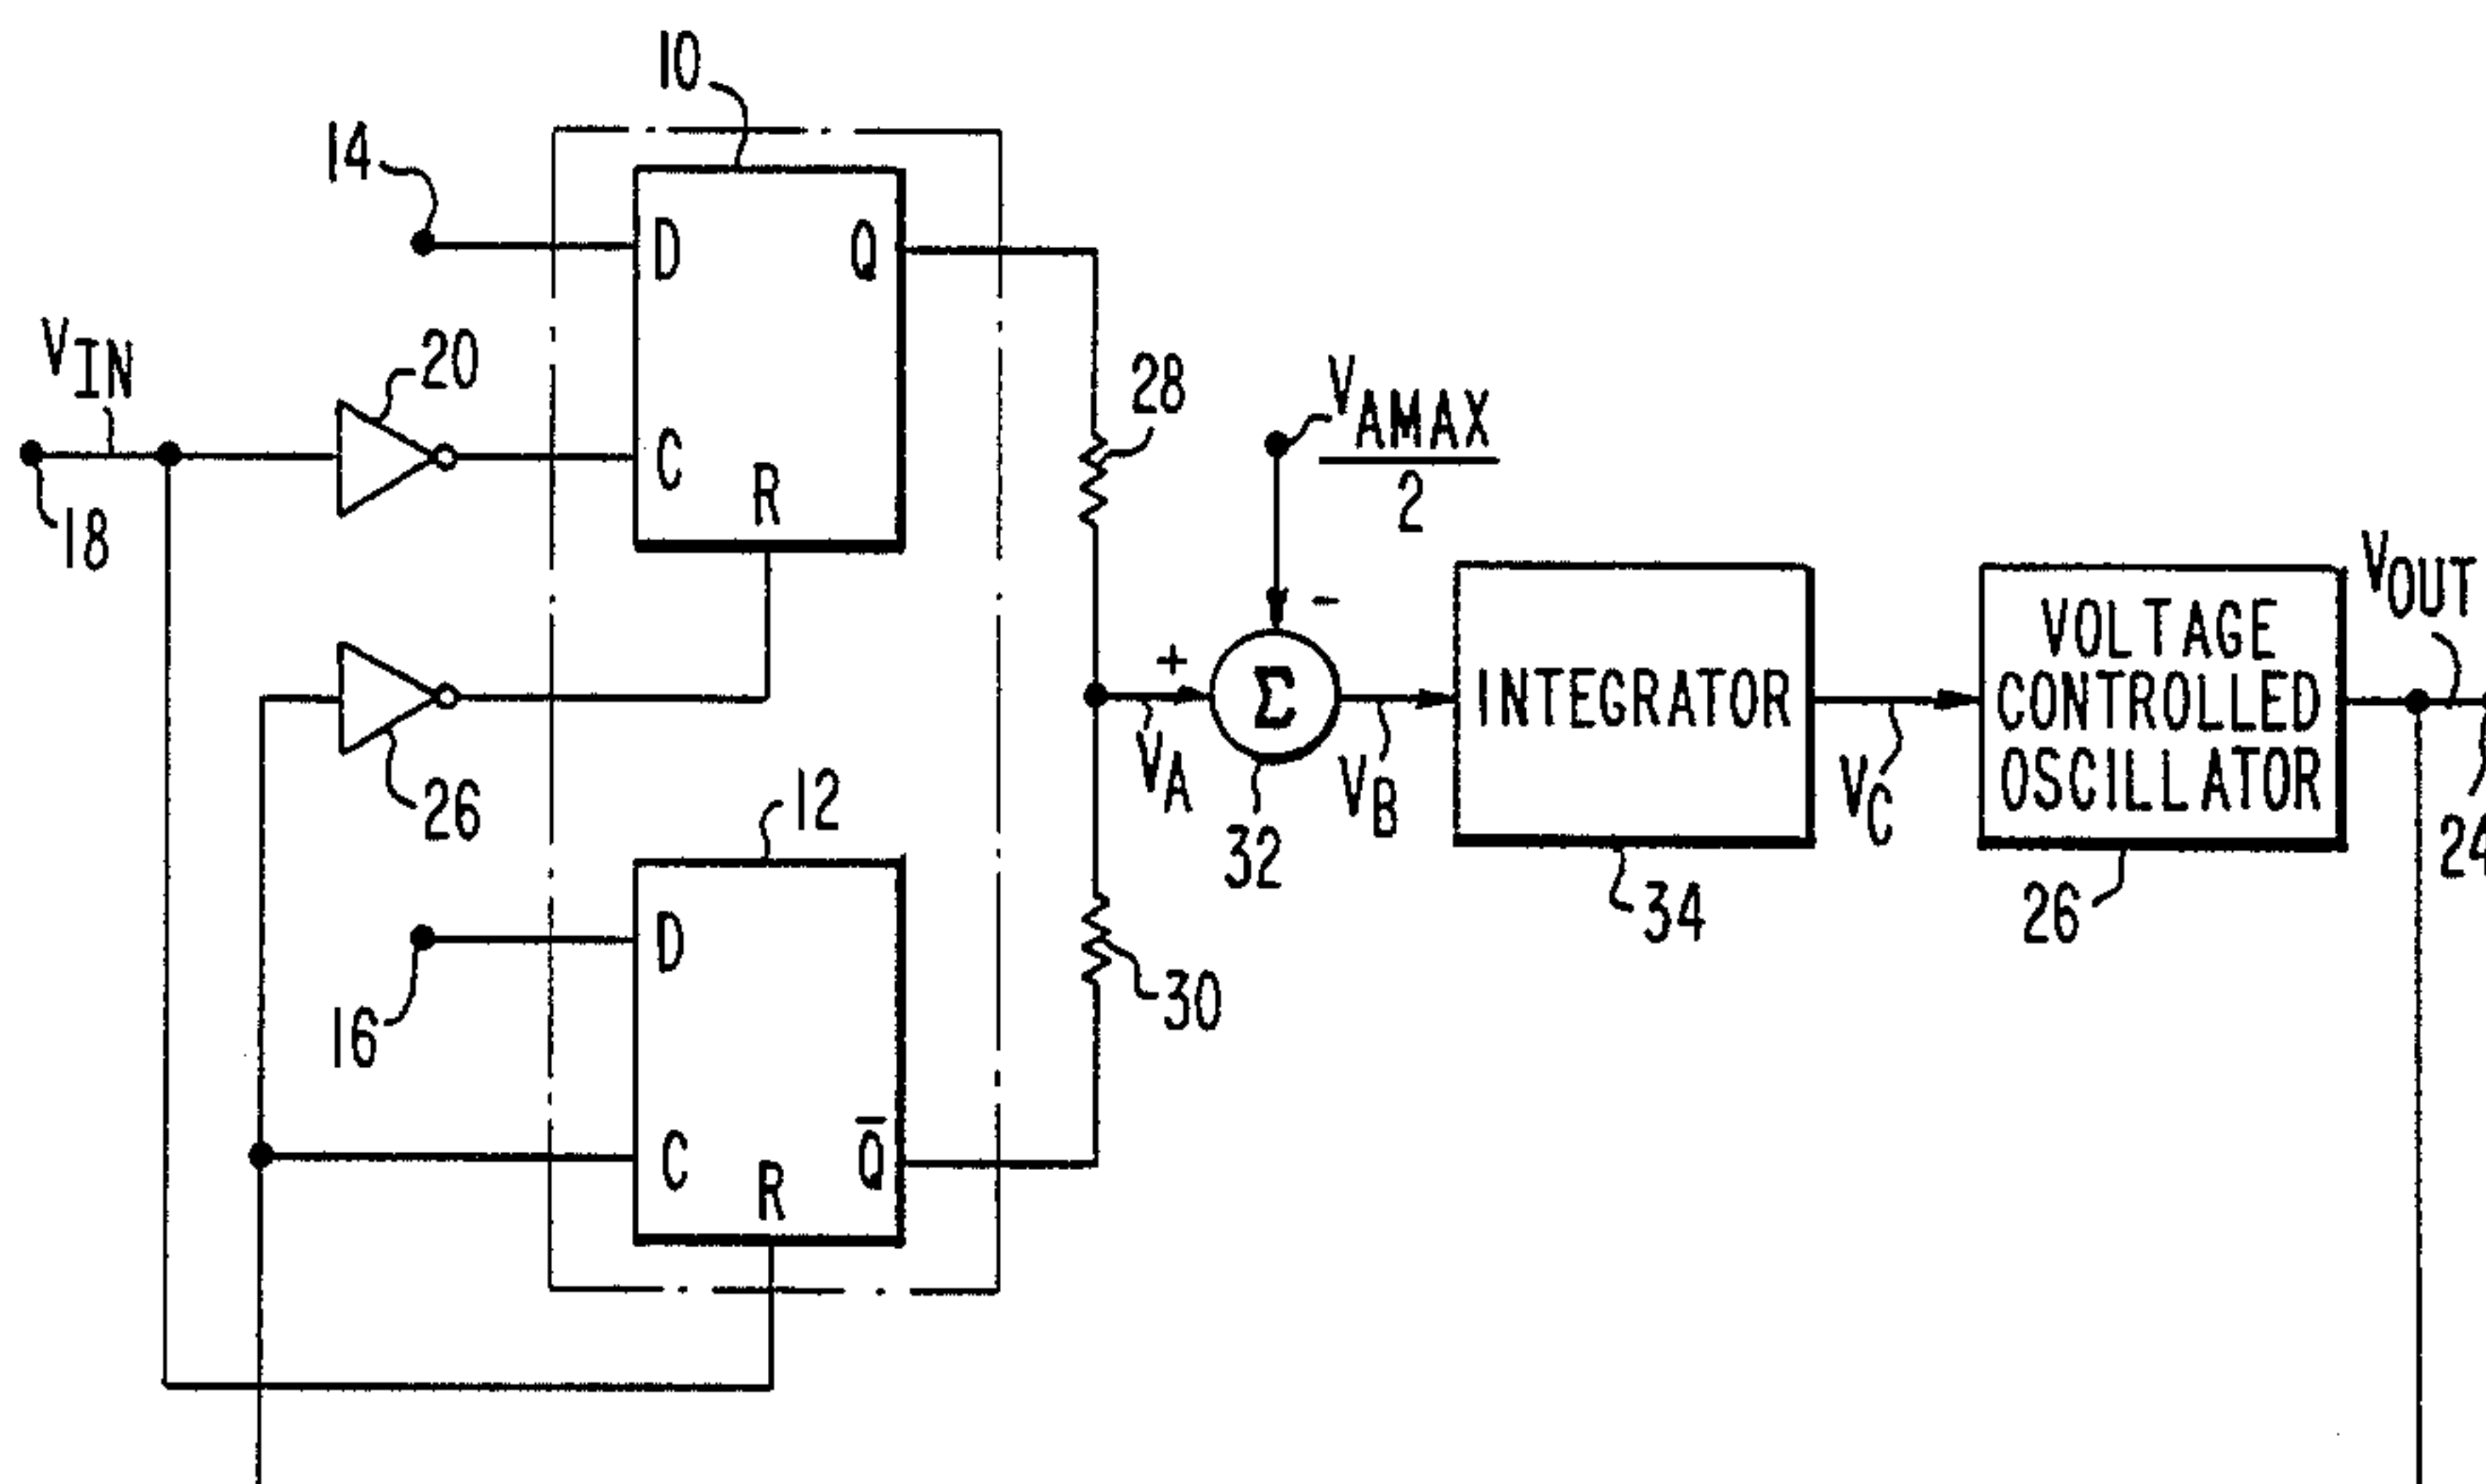 10
14
D
Q
V_IN
20
C
R
18
28
V_AMAX
2
-
+
Σ
V_A
V_B
32
INTEGRATOR
34
V_C
VOLTAGE
CONTROLLED
OSCILLATOR
26
V_OUT
24
26
12
D
16
C
R
Q̅
30